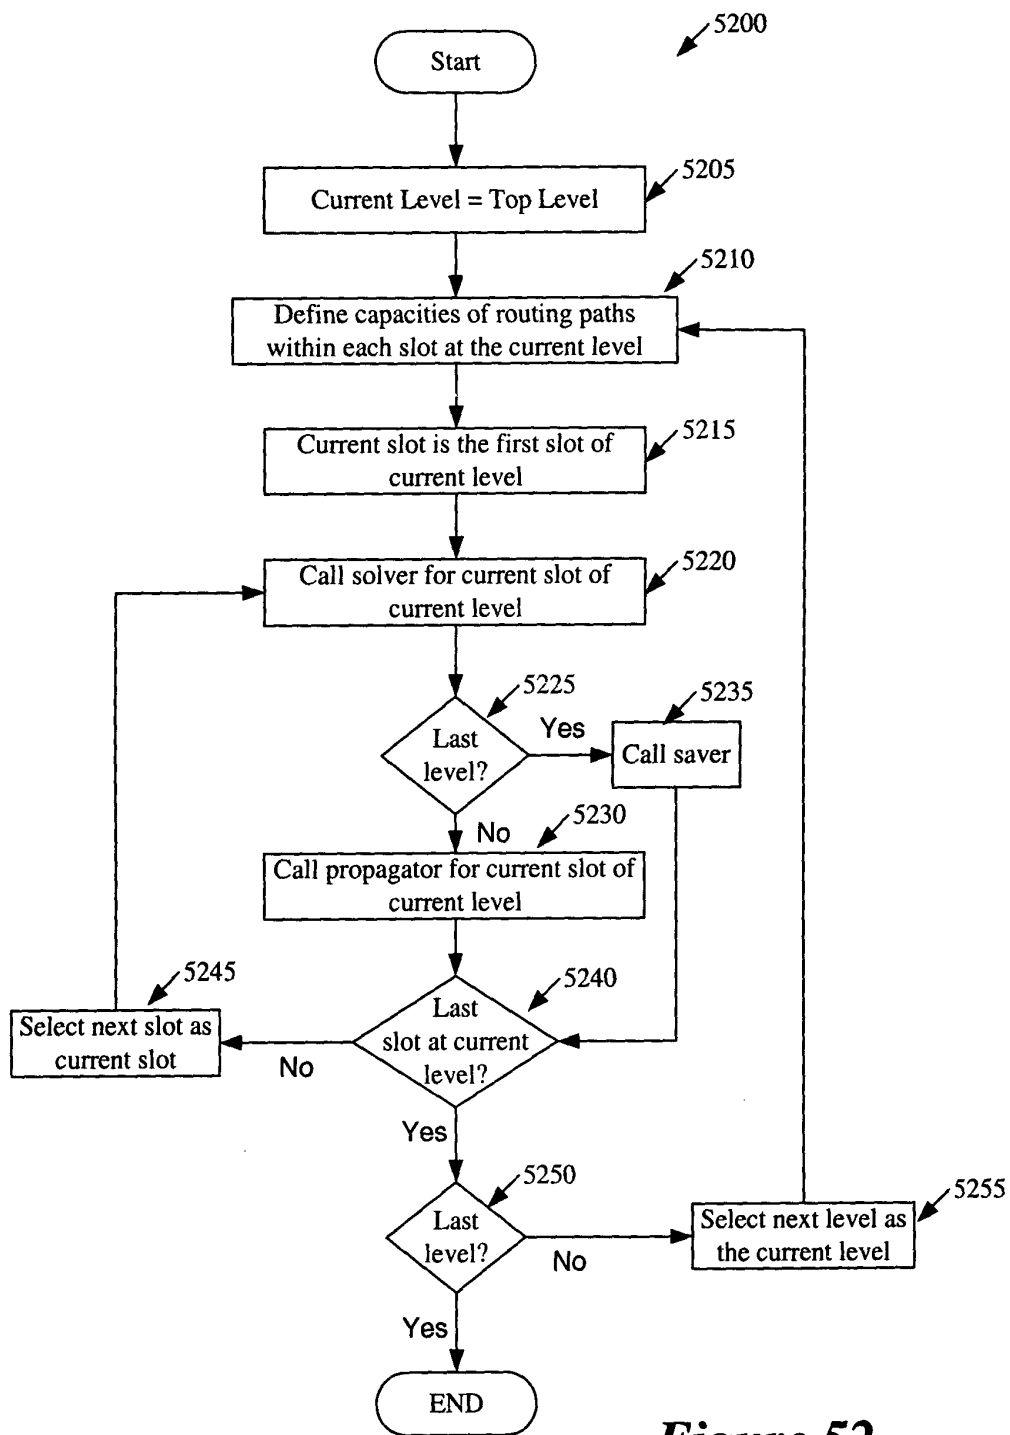 5200
Start
5205
Current Level = Top Level
5210
Define capacities of routing paths
within each slot at the current level
5215
Current slot is the first slot of
current level
5220
Call solver for current slot of
current level
5225
Last
level?
Yes
5235
Call saver
No
5230
Call propagator for current slot of
current level
5245
Select next slot as
current slot
No
5240
Last
slot at current
level?
Yes
5250
Last
level?
No
5255
Select next level as
the current level
Yes
END
Figure 52